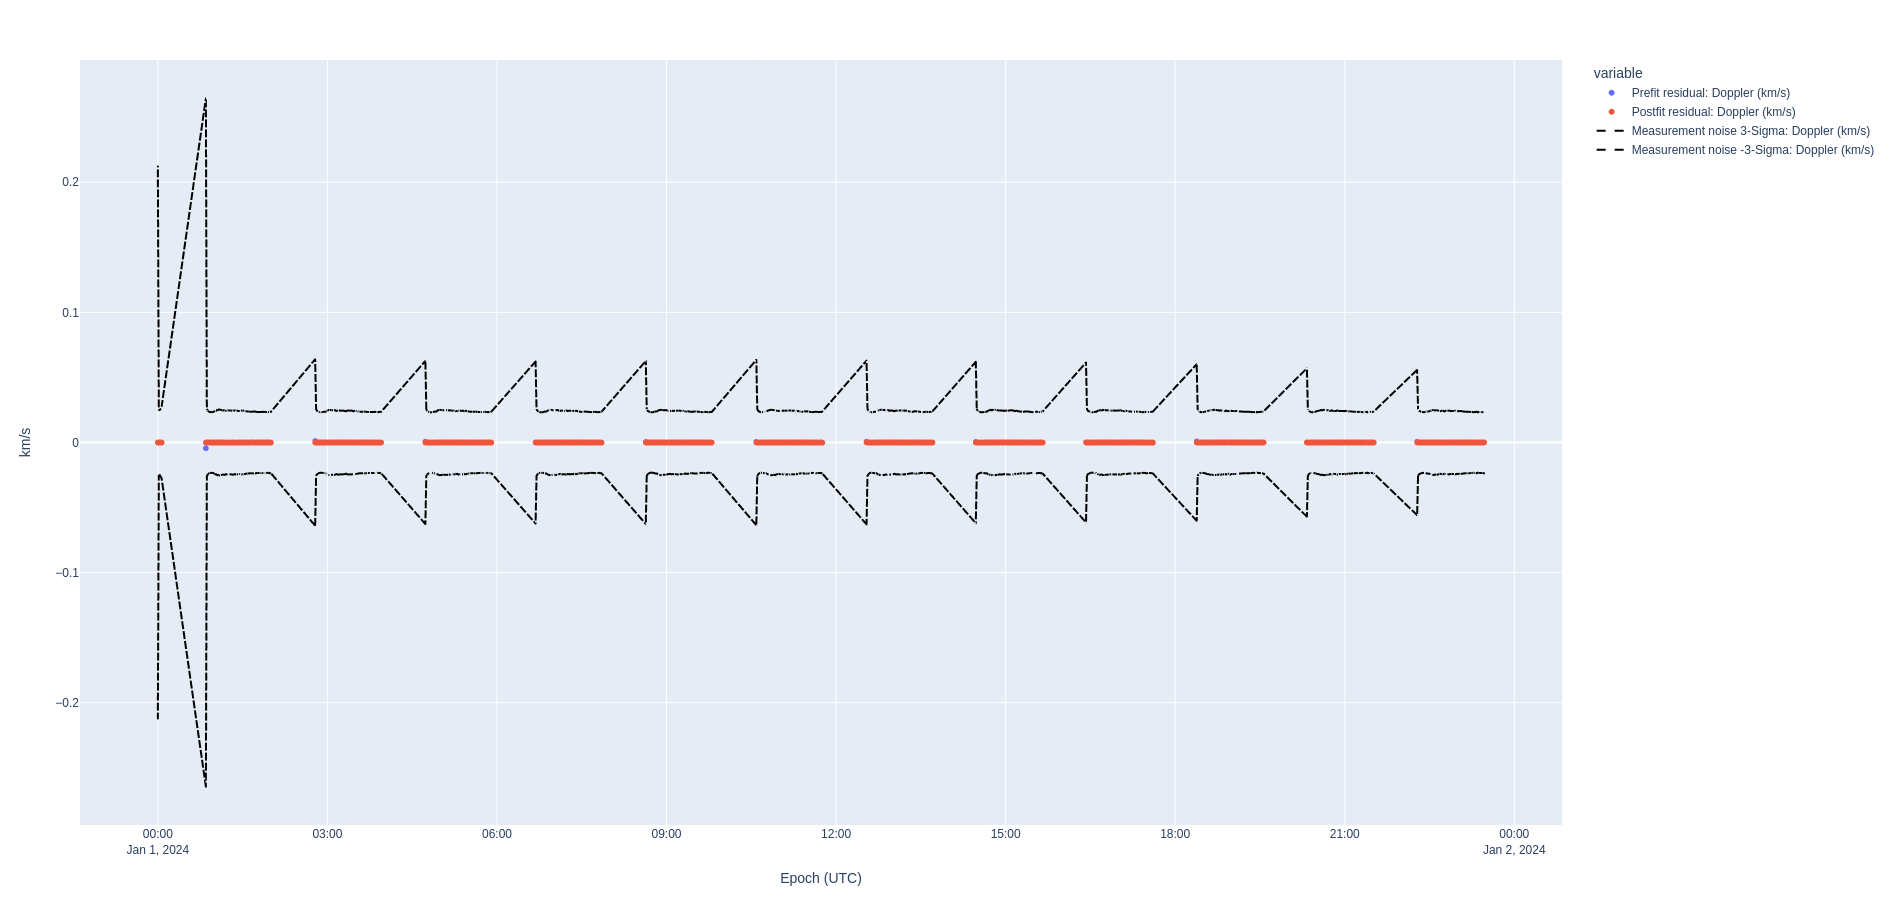 variable
Prefit residual: Doppler (km/s)
Postfit residual: Doppler (km/s)
Measurement noise 3-Sigma: Doppler (km/s)
Measurement noise -3-Sigma: Doppler (km/s)
km/s
0.2
0.1
0
−0.1
−0.2
00:00 03:00 06:00 09:00 12:00 15:00 18:00 21:00 00:00
Jan 1, 2024 Jan 2, 2024
Epoch (UTC)